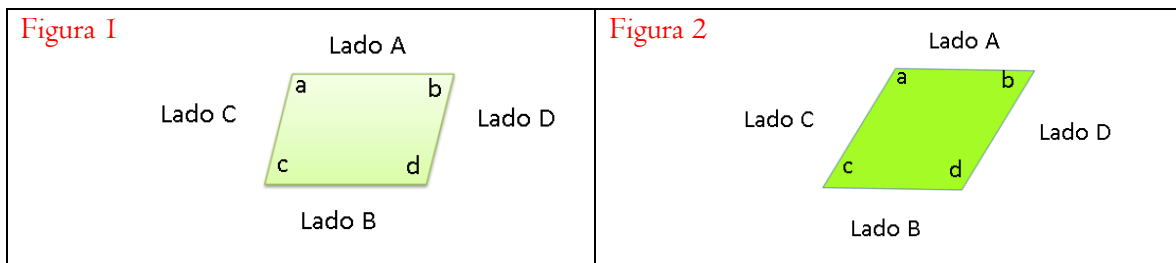 Figura 1
Lado A
a
b
Lado C
Lado D
c
d
Lado B
Figura 2
Lado A
a
b
Lado C
Lado D
c
d
Lado B